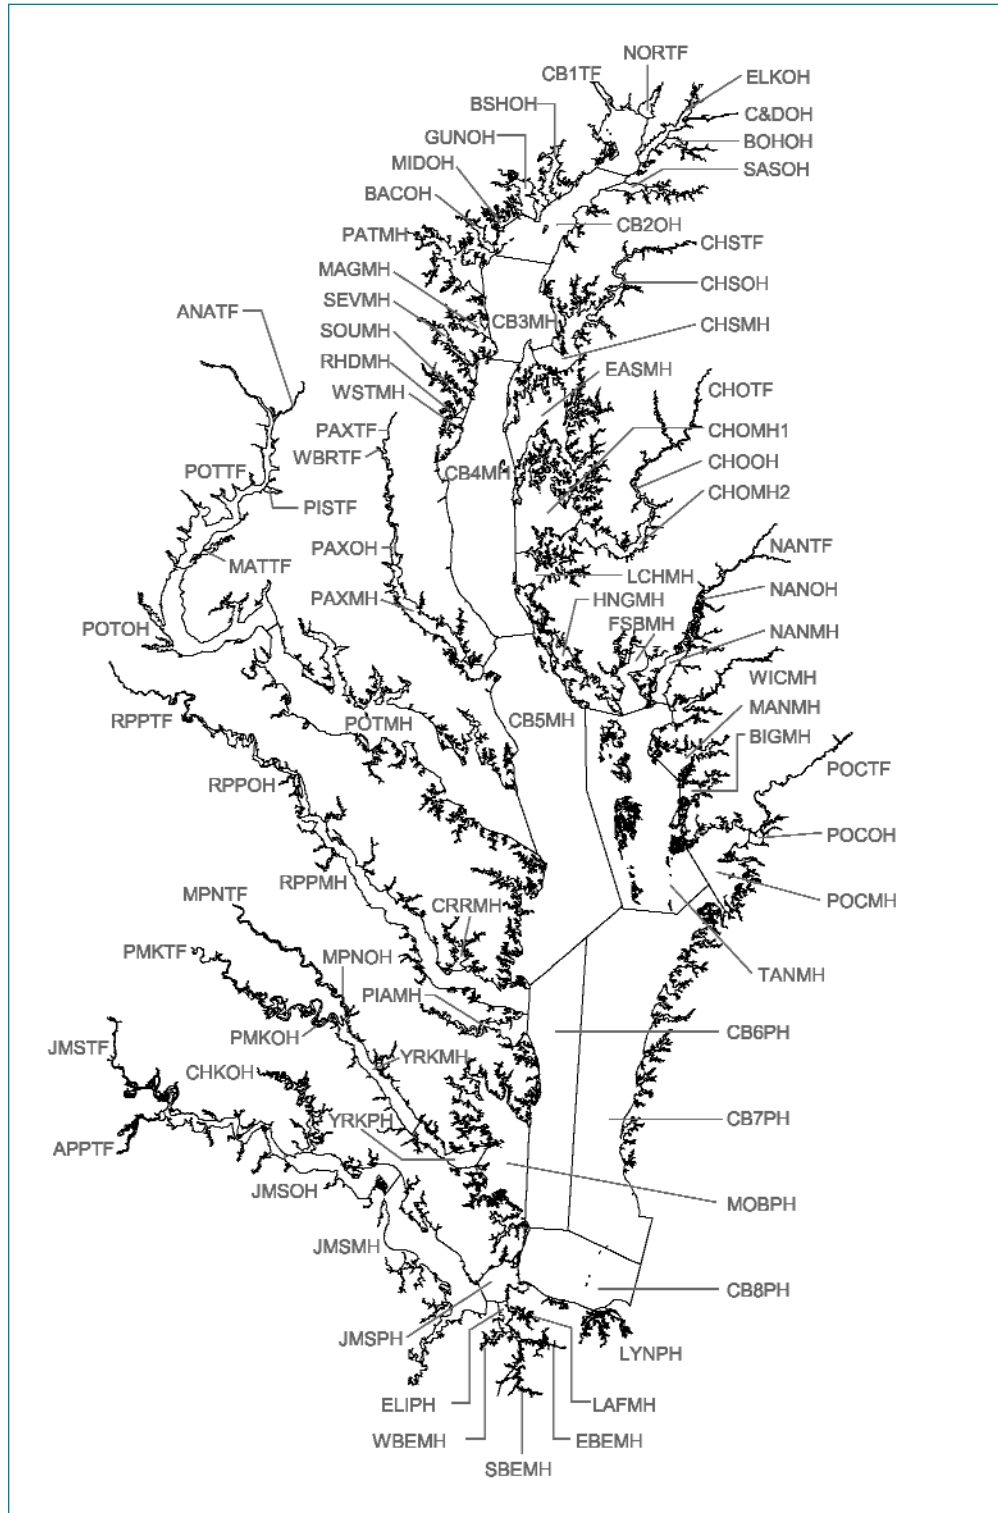 NORTF
CB1TF
ELKOH
BSHOH
C&DOH
GUNOH
BOHOH
MIDOH
SASOH
BACOH
CB2OH
PATMH
CHSTF
MAGMH
CHSOH
SEVMH
ANATF
CB3MH
CHSMH
SOUMH
RHDMH
EASMH
WSTMH
CHOTF
PAXTF
CHOMH1
WBRTF
CHOOH
POTTF
CB4MH
CHOMH2
PISTF
NANTF
PAXOH
MATTF
LCHMH
NANOH
PAXMH
HNGMH
FSBMH
POTOH
NANMH
WICMH
RPPTF
POTMH
CB5MH
MANMH
BIGMH
POCTF
RPPOH
POCOH
RPPMH
MPNTF
CRRMH
POCMH
PMKTF
MPNOH
TANMH
PIAMH
PMKOH
CB6PH
JMSTF
YRKMH
CHKOH
YRKPH
CB7PH
APPTF
JMSOH
MOBPH
JMSMH
CB8PH
JMSPH
LYNPH
ELIPH
LAFMH
WBEMH
EBEMH
SBEMH